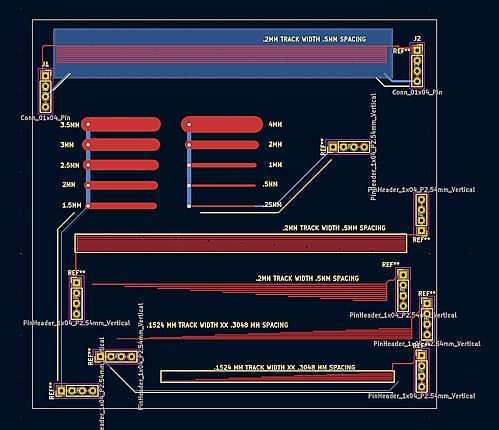 .2MM TRACK WIDTH .5MM SPACING
J2
REF**
J1
Conn_01x04_Pin
Conn_01x04_Pin
3.5MM
4MM
3MM
2MM
2.5MM
1MM
2MM
.5MM
1.5MM
.25MM
REF**
PinHeader_1x04_P2.54mm_Vertical
PinHeader_1x04_P2.54mm_Vertical
.2MM TRACK WIDTH .5MM SPACING
REF**
REF**
.2MM TRACK WIDTH .5MM SPACING
REF**
REF**
PinHeader_1x04_P2.54mm_Vertical
PinHeader_1x04_P2.54mm_Vertical
.1524 MM TRACK WIDTH XX .3048 MM SPACING
PinHeader_1x04_P2.54mm_Vertical
REF**
PinHeader_1x04_P2.54mm_Vertical
.1524 MM TRACK WIDTH XX .3048 MM SPACING
REF**
PinHeader_1x04_P2.54mm_Vertical
REF**